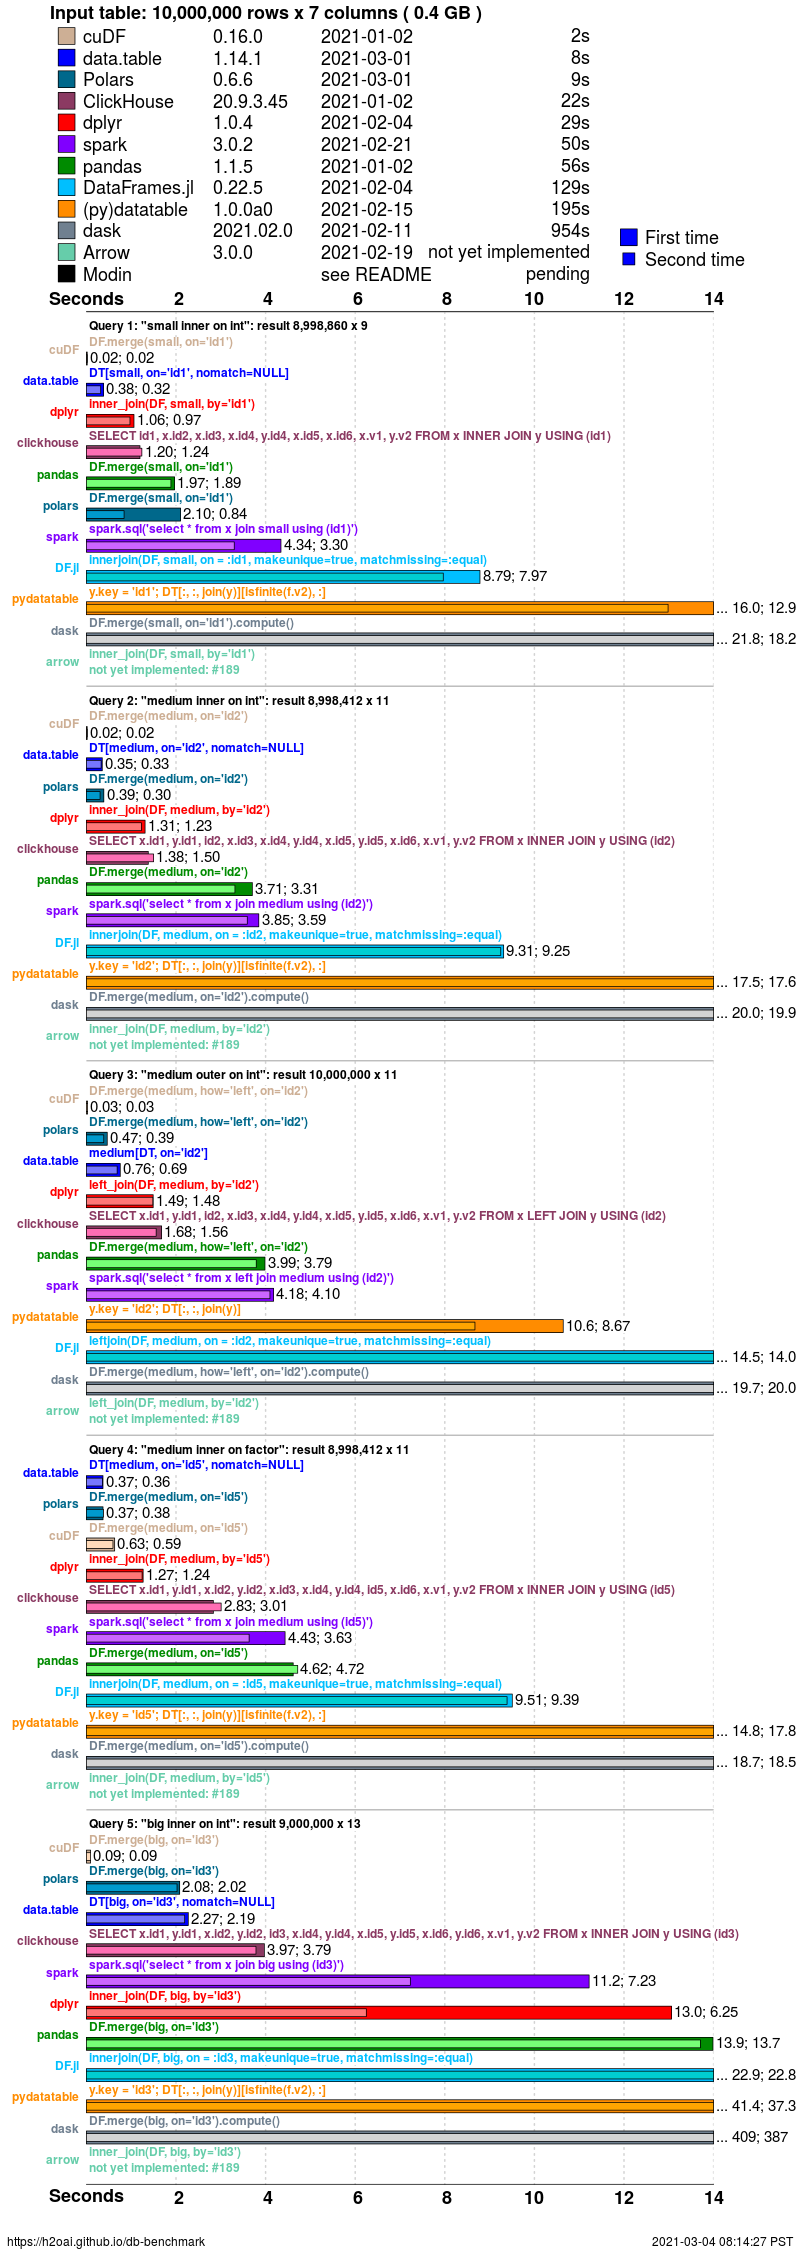 Input table: 10,000,000 rows x 7 columns ( 0.4 GB )
cuDF 0.16.0 2021-01-02 2s
data.table 1.14.1 2021-03-01 8s
Polars 0.6.6 2021-03-01 9s
ClickHouse 20.9.3.45 2021-01-02 22s
dplyr 1.0.4 2021-02-04 29s
spark 3.0.2 2021-02-21 50s
pandas 1.1.5 2021-01-02 56s
DataFrames.jl 0.22.5 2021-02-04 129s
(py)datatable 1.0.0a0 2021-02-15 195s
dask 2021.02.0 2021-02-11 954s
Arrow 3.0.0 2021-02-19 not yet implemented
Modin see README pending
First time
Second time
Seconds 2 4 6 8 10 12 14
Query 1: "small inner on int": result 8,998,860 x 9
DF.merge(small, on='id1')
cuDF 0.02; 0.02
DT[small, on='id1', nomatch=NULL]
data.table 0.38; 0.32
inner_join(DF, small, by='id1')
dplyr 1.06; 0.97
SELECT id1, x.id2, x.id3, x.id4, y.id4, x.id5, x.id6, x.v1, y.v2 FROM x INNER JOIN y USING (id1)
clickhouse 1.20; 1.24
DF.merge(small, on='id1')
pandas 1.97; 1.89
DF.merge(small, on='id1')
polars 2.10; 0.84
spark.sql('select * from x join small using (id1)')
spark 4.34; 3.30
innerjoin(DF, small, on = :id1, makeunique=true, matchmissing=:equal)
DF.jl 8.79; 7.97
y.key = 'id1'; DT[:, :, join(y)][isfinite(f.v2), :]
pydatatable ... 16.0; 12.9
DF.merge(small, on='id1').compute()
dask ... 21.8; 18.2
inner_join(DF, small, by='id1')
arrow not yet implemented: #189
Query 2: "medium inner on int": result 8,998,412 x 11
DF.merge(medium, on='id2')
cuDF 0.02; 0.02
DT[medium, on='id2', nomatch=NULL]
data.table 0.35; 0.33
DF.merge(medium, on='id2')
polars 0.39; 0.30
inner_join(DF, medium, by='id2')
dplyr 1.31; 1.23
SELECT x.id1, y.id1, id2, x.id3, x.id4, y.id4, x.id5, y.id5, x.id6, x.v1, y.v2 FROM x INNER JOIN y USING (id2)
clickhouse 1.38; 1.50
DF.merge(medium, on='id2')
pandas 3.71; 3.31
spark.sql('select * from x join medium using (id2)')
spark 3.85; 3.59
innerjoin(DF, medium, on = :id2, makeunique=true, matchmissing=:equal)
DF.jl 9.31; 9.25
y.key = 'id2'; DT[:, :, join(y)][isfinite(f.v2), :]
pydatatable ... 17.5; 17.6
DF.merge(medium, on='id2').compute()
dask ... 20.0; 19.9
inner_join(DF, medium, by='id2')
arrow not yet implemented: #189
Query 3: "medium outer on int": result 10,000,000 x 11
DF.merge(medium, how='left', on='id2')
cuDF 0.03; 0.03
DF.merge(medium, how='left', on='id2')
polars 0.47; 0.39
medium[DT, on='id2']
data.table 0.76; 0.69
left_join(DF, medium, by='id2')
dplyr 1.49; 1.48
SELECT x.id1, y.id1, id2, x.id3, x.id4, y.id4, x.id5, y.id5, x.id6, x.v1, y.v2 FROM x LEFT JOIN y USING (id2)
clickhouse 1.68; 1.56
DF.merge(medium, how='left', on='id2')
pandas 3.99; 3.79
spark.sql('select * from x left join medium using (id2)')
spark 4.18; 4.10
y.key = 'id2'; DT[:, :, join(y)]
pydatatable 10.6; 8.67
leftjoin(DF, medium, on = :id2, makeunique=true, matchmissing=:equal)
DF.jl ... 14.5; 14.0
DF.merge(medium, how='left', on='id2').compute()
dask ... 19.7; 20.0
left_join(DF, medium, by='id2')
arrow not yet implemented: #189
Query 4: "medium inner on factor": result 8,998,412 x 11
DT[medium, on='id5', nomatch=NULL]
data.table 0.37; 0.36
DF.merge(medium, on='id5')
polars 0.37; 0.38
DF.merge(medium, on='id5')
cuDF 0.63; 0.59
inner_join(DF, medium, by='id5')
dplyr 1.27; 1.24
SELECT x.id1, y.id1, x.id2, y.id2, x.id3, x.id4, y.id4, id5, x.id6, x.v1, y.v2 FROM x INNER JOIN y USING (id5)
clickhouse 2.83; 3.01
spark.sql('select * from x join medium using (id5)')
spark 4.43; 3.63
DF.merge(medium, on='id5')
pandas 4.62; 4.72
innerjoin(DF, medium, on = :id5, makeunique=true, matchmissing=:equal)
DF.jl 9.51; 9.39
y.key = 'id5'; DT[:, :, join(y)][isfinite(f.v2), :]
pydatatable ... 14.8; 17.8
DF.merge(medium, on='id5').compute()
dask ... 18.7; 18.5
inner_join(DF, medium, by='id5')
arrow not yet implemented: #189
Query 5: "big inner on int": result 9,000,000 x 13
DF.merge(big, on='id3')
cuDF 0.09; 0.09
DF.merge(big, on='id3')
polars 2.08; 2.02
DT[big, on='id3', nomatch=NULL]
data.table 2.27; 2.19
SELECT x.id1, y.id1, x.id2, y.id2, id3, x.id4, y.id4, x.id5, y.id5, x.id6, y.id6, x.v1, y.v2 FROM x INNER JOIN y USING (id3)
clickhouse 3.97; 3.79
spark.sql('select * from x join big using (id3)')
spark 11.2; 7.23
inner_join(DF, big, by='id3')
dplyr 13.0; 6.25
DF.merge(big, on='id3')
pandas 13.9; 13.7
innerjoin(DF, big, on = :id3, makeunique=true, matchmissing=:equal)
DF.jl ... 22.9; 22.8
y.key = 'id3'; DT[:, :, join(y)][isfinite(f.v2), :]
pydatatable ... 41.4; 37.3
DF.merge(big, on='id3').compute()
dask ... 409; 387
inner_join(DF, big, by='id3')
arrow not yet implemented: #189
Seconds 2 4 6 8 10 12 14
https://h2oai.github.io/db-benchmark 2021-03-04 08:14:27 PST